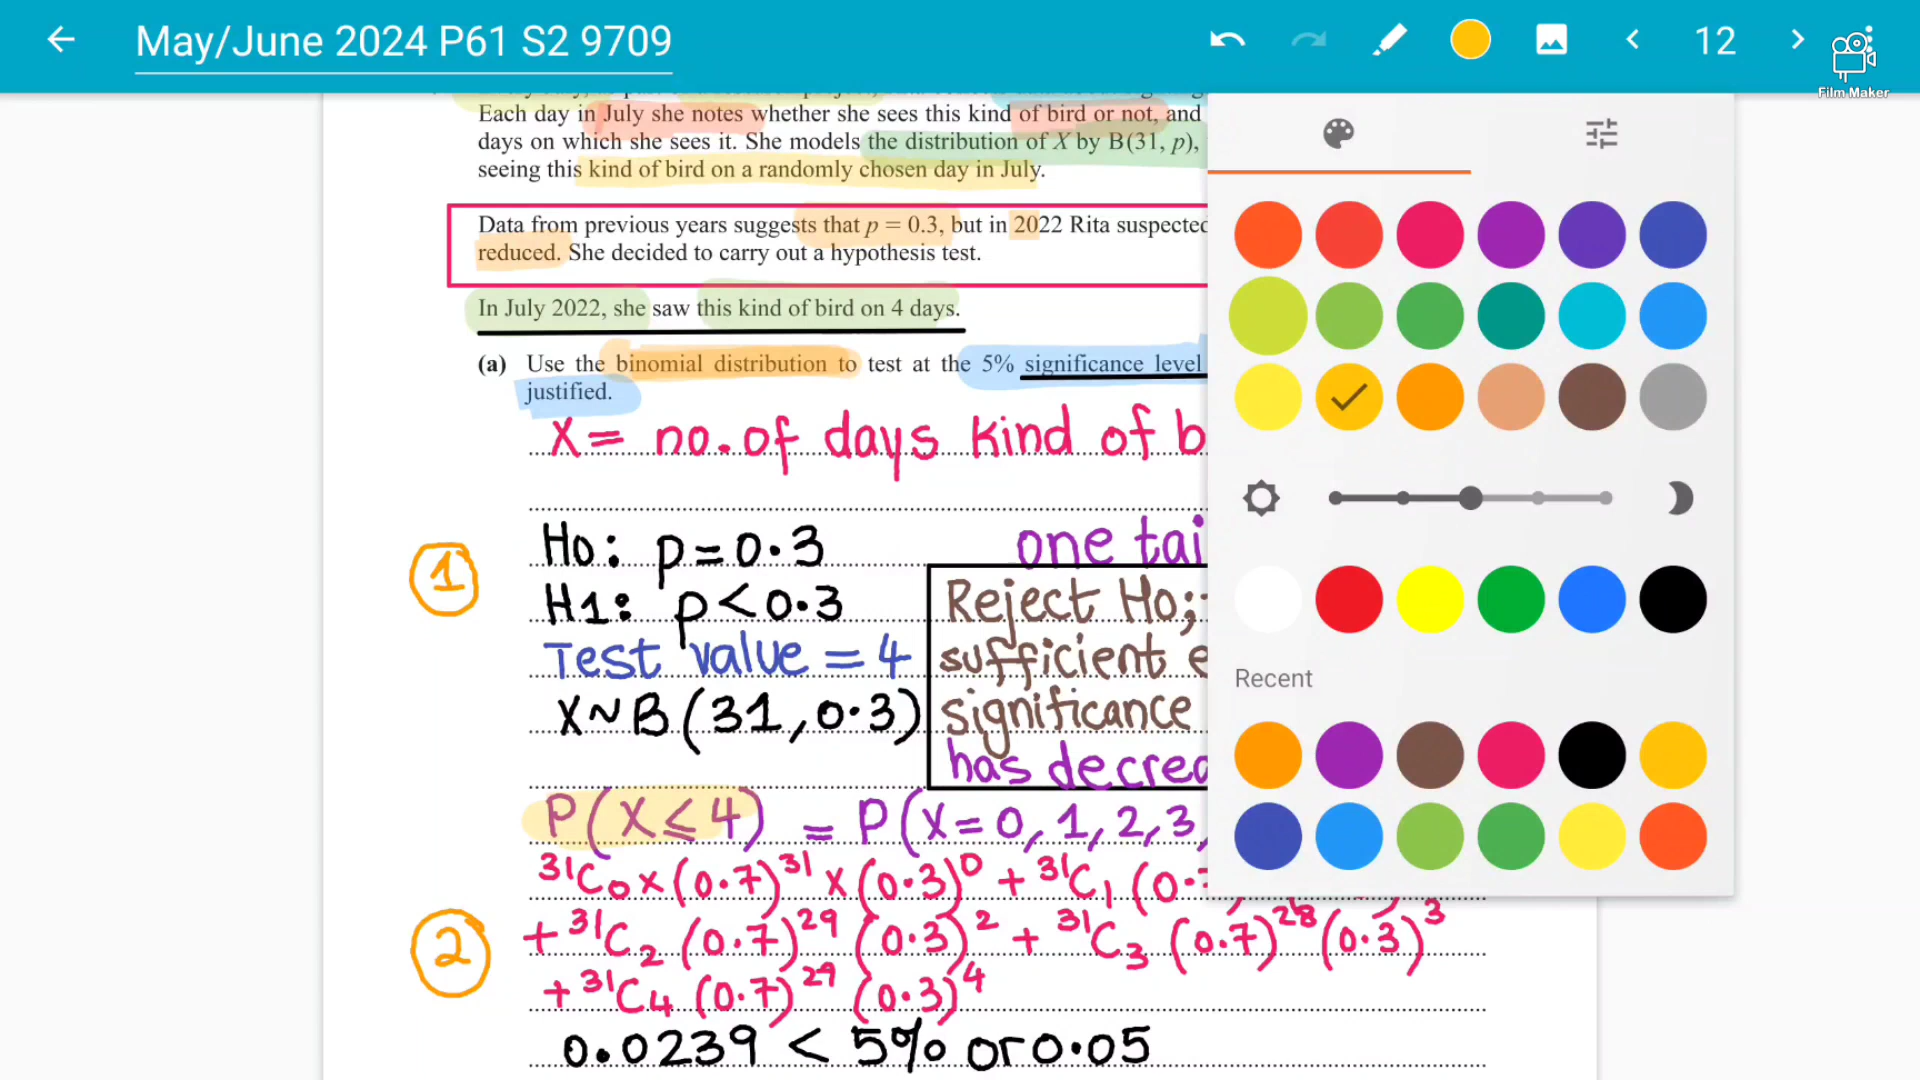 May/June 2024 P61 S2 9709
12
Film Maker
Each day in July she notes whether she sees this kind of bird or not, and
days on which she sees it. She models the distribution of X by B(31, p),
seeing this kind of bird on a randomly chosen day in July.
Data from previous years suggests that p = 0.3, but in 2022 Rita suspected
reduced. She decided to carry out a hypothesis test.
In July 2022, she saw this kind of bird on 4 days.
(a) Use the binomial distribution to test at the 5% significance level
justified.
X = no. of days kind of b
1
H0: p=0.3
one tai
H1: p<0.3
Reject H0;
Test value = 4
sufficient e
X~B(31,0.3)
significance
has decrea
P(X≤4) = P(X=0,1,2,3,
³¹C₀×(0.7)³¹×(0.3)⁰ + ³¹C₁(0.7
2
+ ³¹C₂ (0.7)²⁹ (0.3)² + ³¹C₃ (0.7)²⁸ (0.3)³
+ ³¹C₄ (0.7)²⁹ (0.3)⁴
0.0239 < 5% or 0.05
Recent